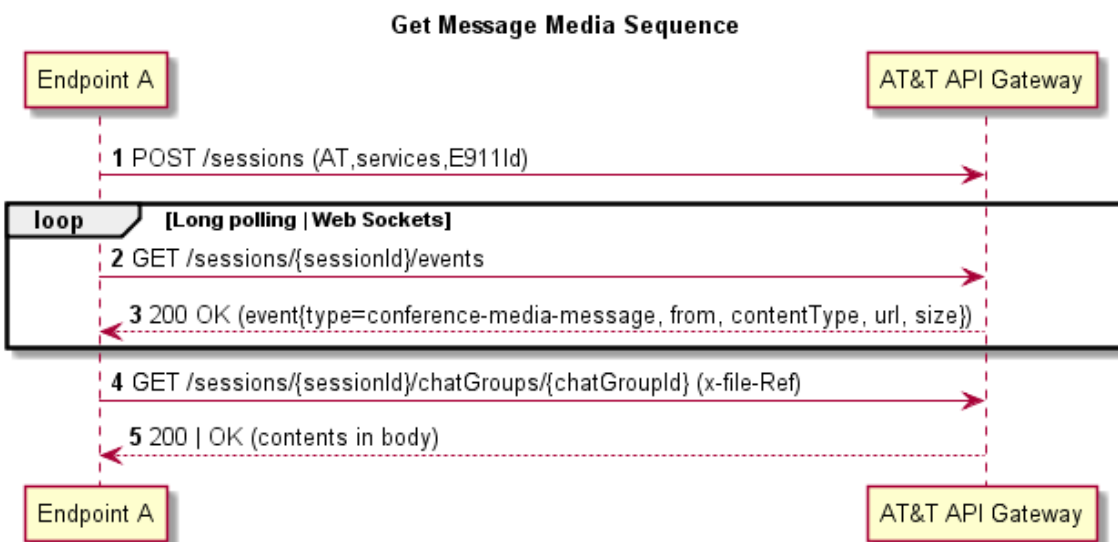 Get Message Media Sequence
Endpoint A
AT&T API Gateway
1 POST /sessions (AT,services,E911Id)
loop [Long polling | Web Sockets]
2 GET /sessions/{sessionId}/events
3 200 OK (event{type=conference-media-message, from, contentType, url, size})
4 GET /sessions/{sessionId}/chatGroups/{chatGroupId} (x-file-Ref)
5 200 | OK (contents in body)
Endpoint A
AT&T API Gateway